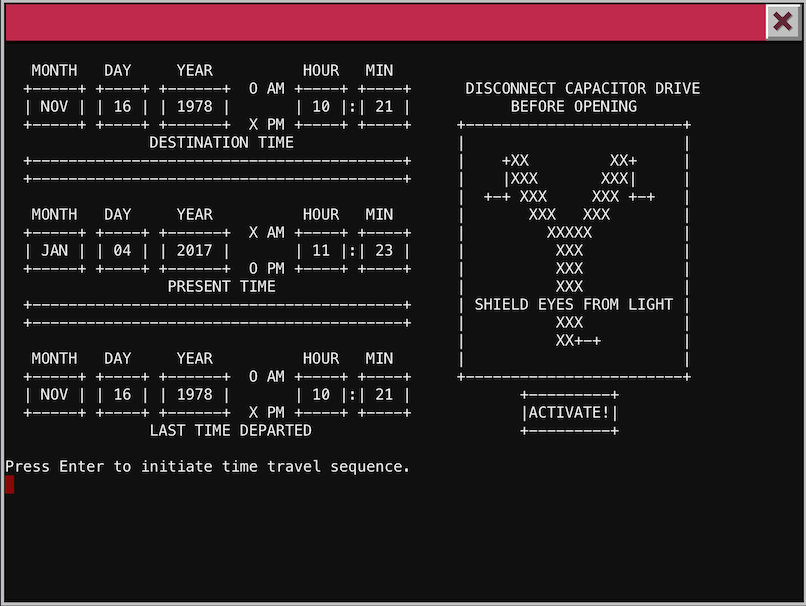 MONTH DAY YEAR HOUR MIN
O AM
NOV 16 1978 10 : 21
X PM
DESTINATION TIME
MONTH DAY YEAR HOUR MIN
X AM
JAN 04 2017 11 : 23
O PM
PRESENT TIME
MONTH DAY YEAR HOUR MIN
O AM
NOV 16 1978 10 : 21
X PM
LAST TIME DEPARTED
DISCONNECT CAPACITOR DRIVE
BEFORE OPENING
+XX XX+
|XXX XXX|
+-+ XXX XXX +-+
XXX XXX
XXXXX
XXX
XXX
XXX
SHIELD EYES FROM LIGHT
XXX
XX+-+
|ACTIVATE!|
Press Enter to initiate time travel sequence.